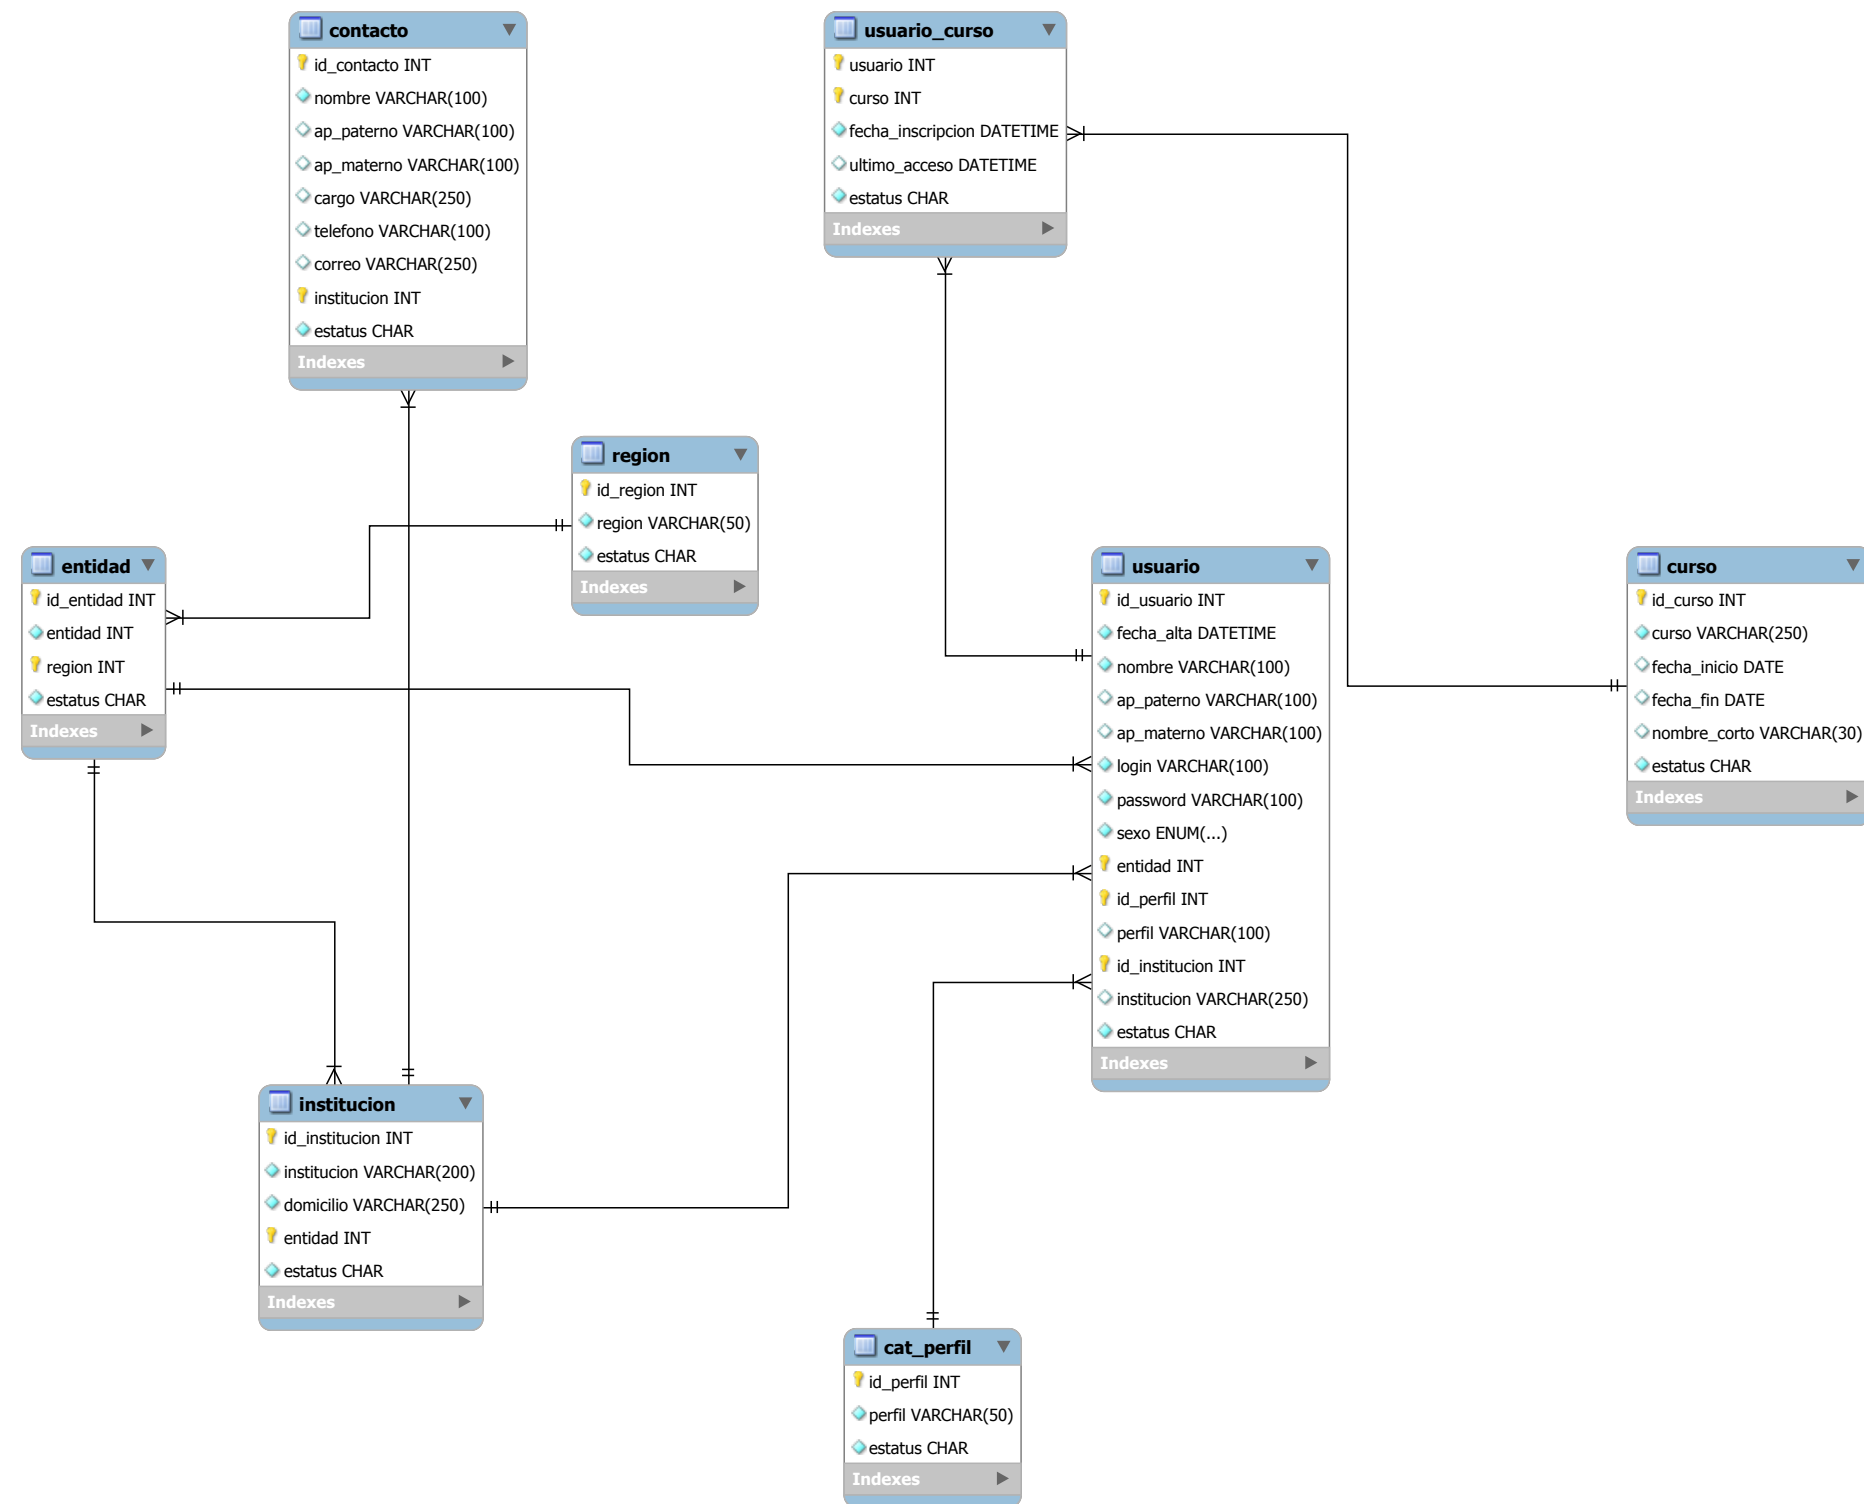 contacto
id_contacto INT
nombre VARCHAR(100)
ap_paterno VARCHAR(100)
ap_materno VARCHAR(100)
cargo VARCHAR(250)
telefono VARCHAR(100)
correo VARCHAR(250)
institucion INT
estatus CHAR
Indexes
usuario_curso
usuario INT
curso INT
fecha_inscripcion DATETIME
ultimo_acceso DATETIME
estatus CHAR
Indexes
region
id_region INT
region VARCHAR(50)
estatus CHAR
Indexes
entidad
id_entidad INT
entidad INT
region INT
estatus CHAR
Indexes
usuario
id_usuario INT
fecha_alta DATETIME
nombre VARCHAR(100)
ap_paterno VARCHAR(100)
ap_materno VARCHAR(100)
login VARCHAR(100)
password VARCHAR(100)
sexo ENUM(...)
entidad INT
id_perfil INT
perfil VARCHAR(100)
id_institucion INT
institucion VARCHAR(250)
estatus CHAR
Indexes
curso
id_curso INT
curso VARCHAR(250)
fecha_inicio DATE
fecha_fin DATE
nombre_corto VARCHAR(30)
estatus CHAR
Indexes
institucion
id_institucion INT
institucion VARCHAR(200)
domicilio VARCHAR(250)
entidad INT
estatus CHAR
Indexes
cat_perfil
id_perfil INT
perfil VARCHAR(50)
estatus CHAR
Indexes